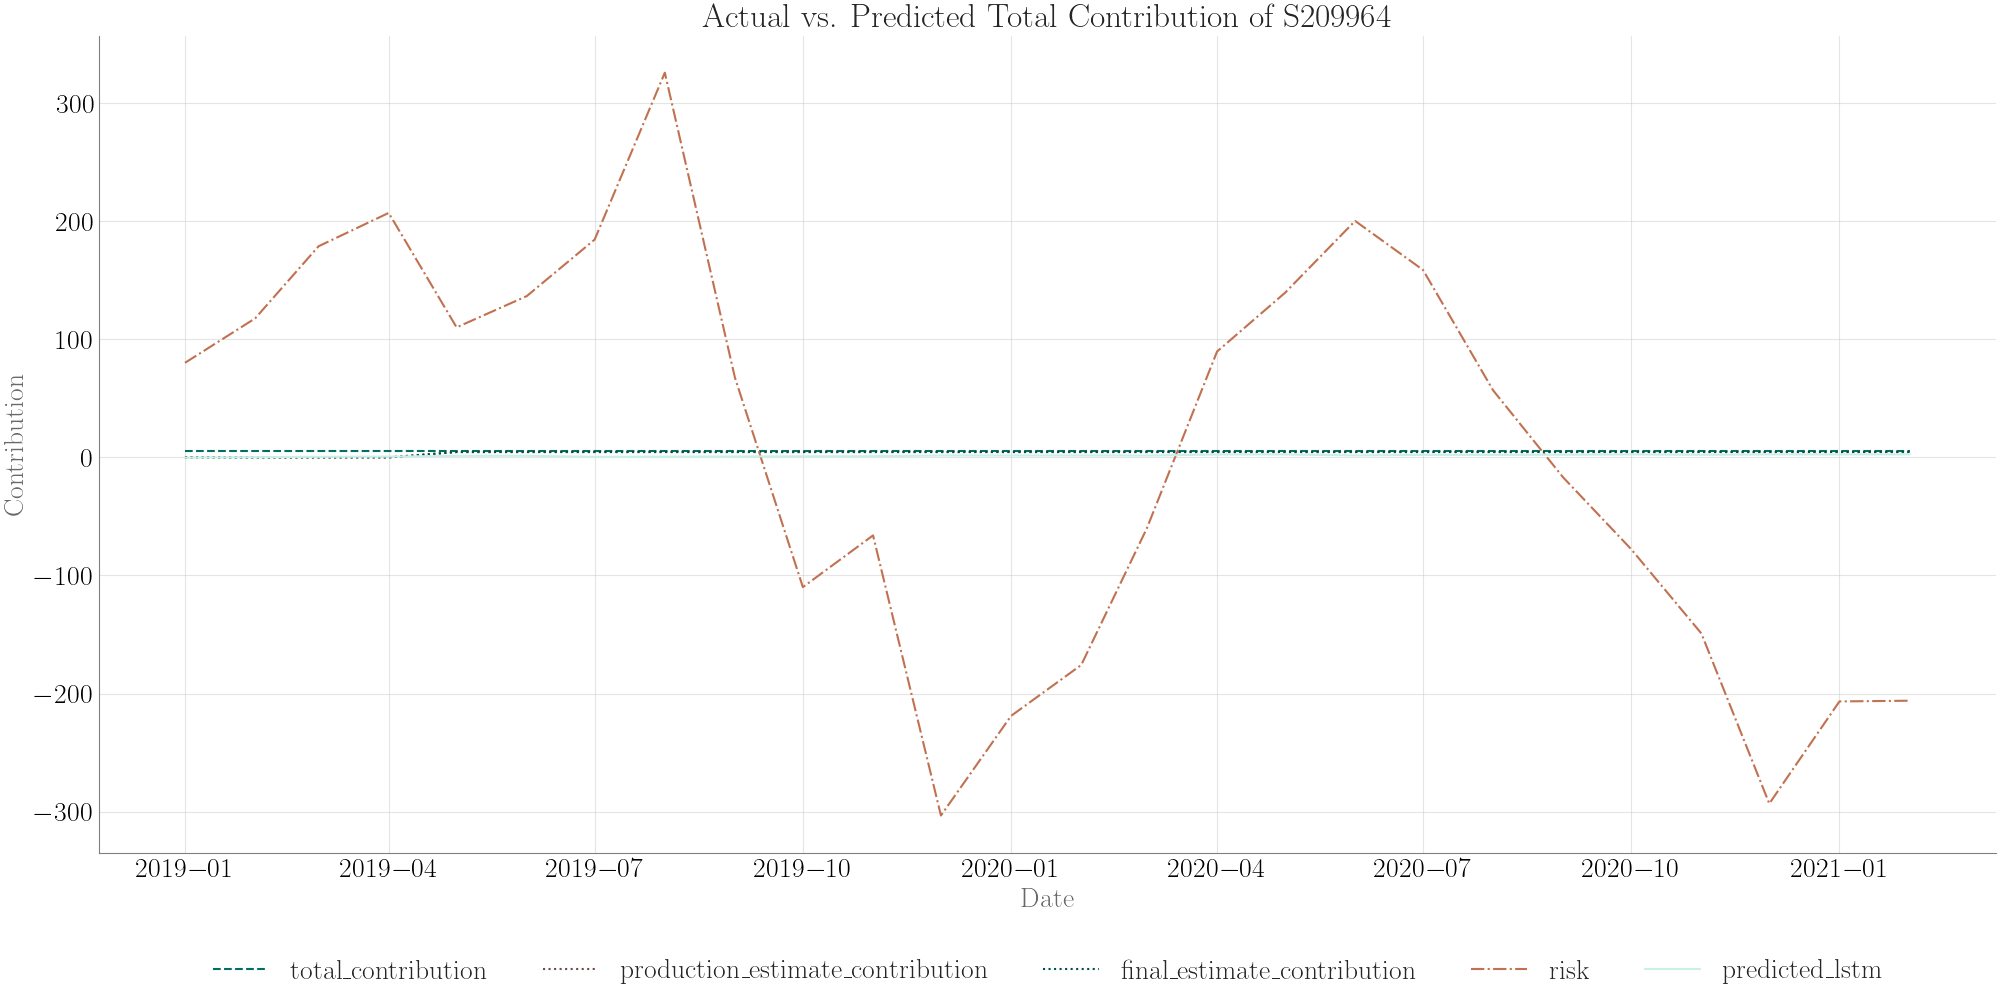 Actual vs. Predicted Total Contribution of S209964
300
200
100
0
−100
−200
−300
Contribution
2019−01 2019−04 2019−07 2019−10 2020−01 2020−04 2020−07 2020−10 2021−01
Date
total_contribution production_estimate_contribution final_estimate_contribution risk predicted_lstm